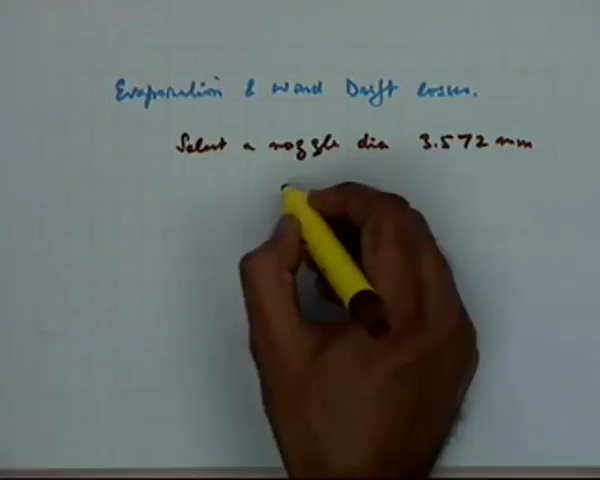 Evaporation & wind Drift losses.
Select a nozzle dia 3.572 mm